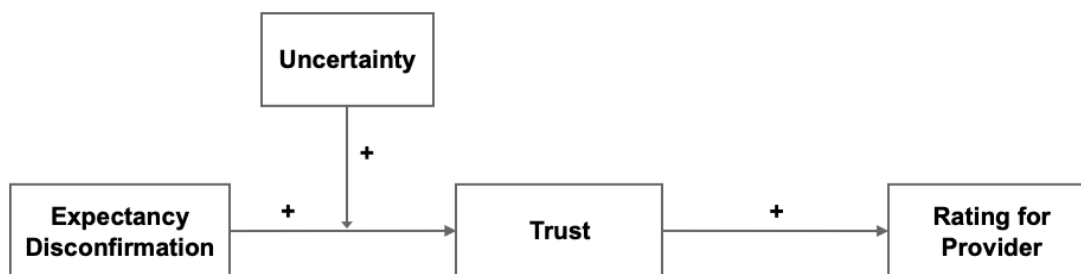 Uncertainty
+
Expectancy
Disconfirmation
+
Trust
+
Rating for
Provider